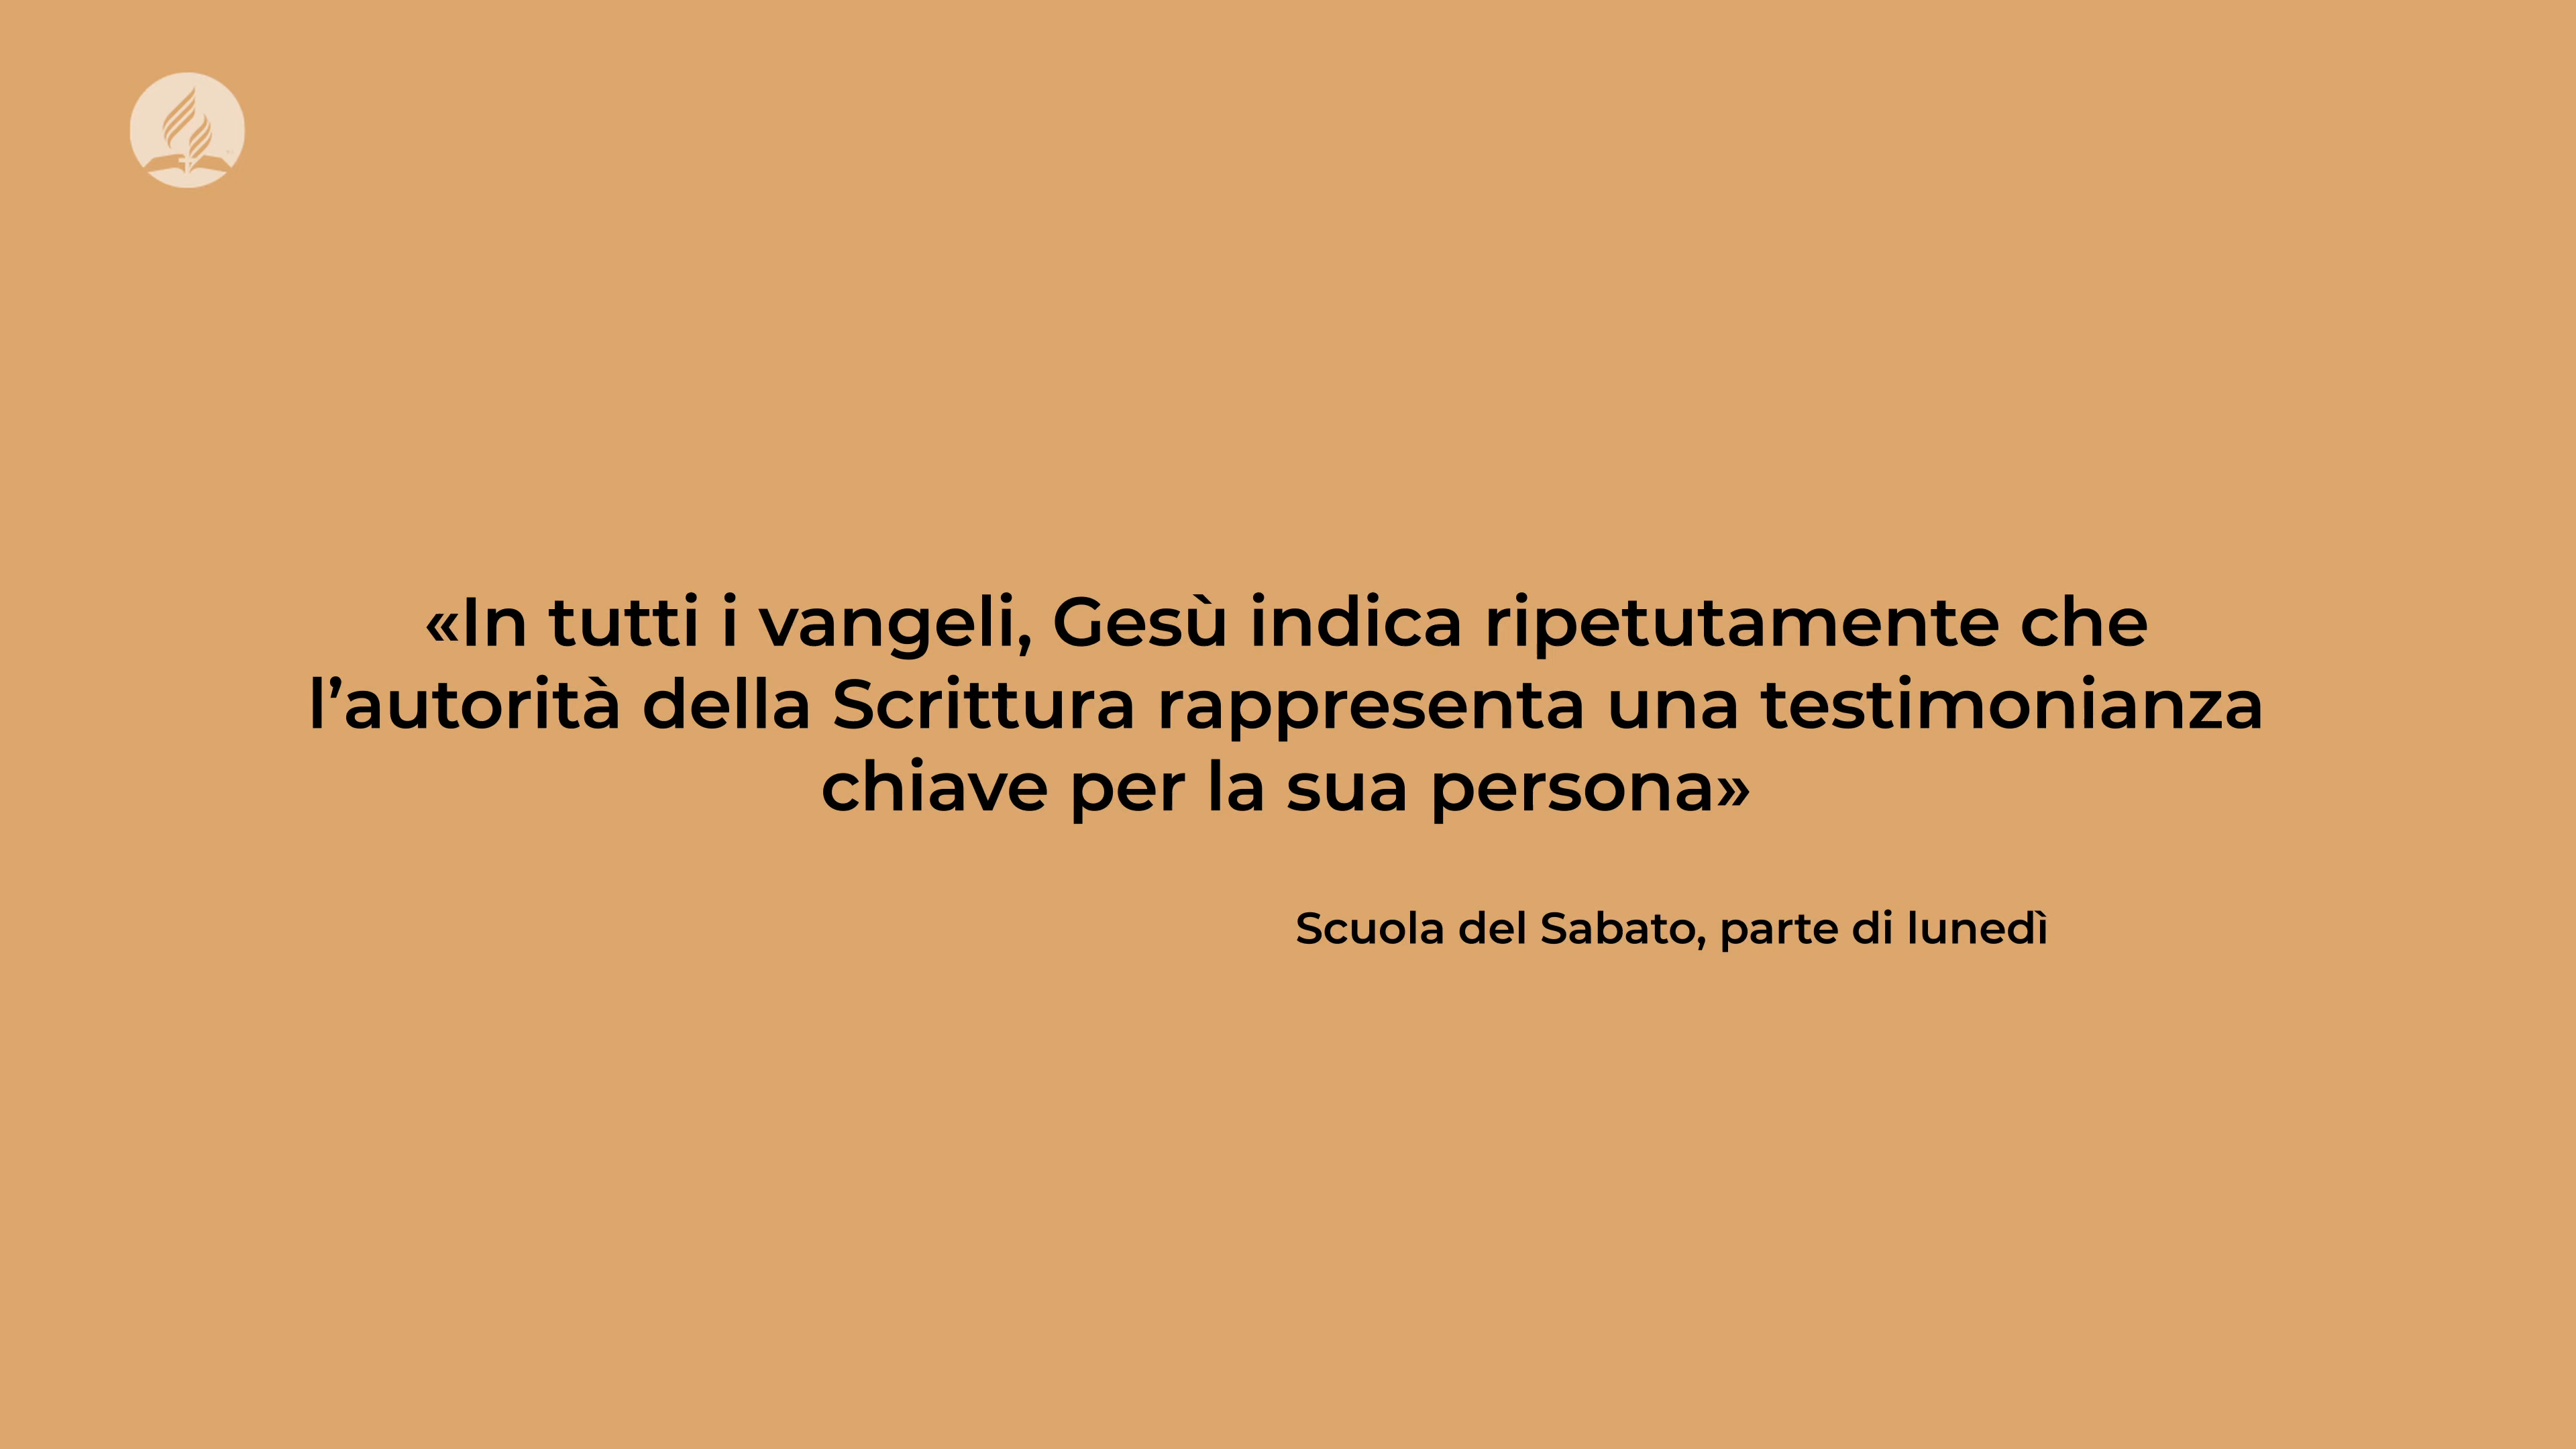 «In tutti i vangeli, Gesù indica ripetutamente che
l’autorità della Scrittura rappresenta una testimonianza
chiave per la sua persona»
Scuola del Sabato, parte di lunedì